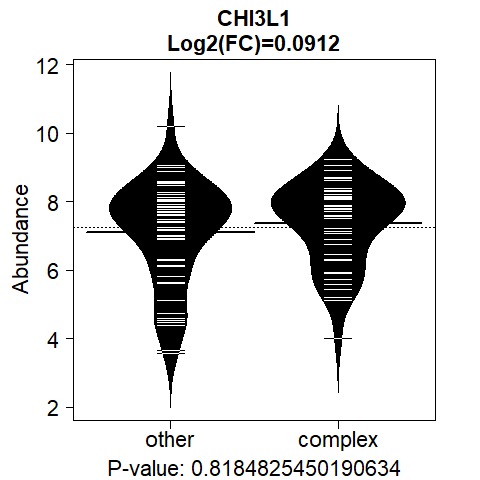 CHI3L1
Log2(FC)=0.0912
12
10
8
6
4
2
Abundance
other complex
P-value: 0.8184825450190634